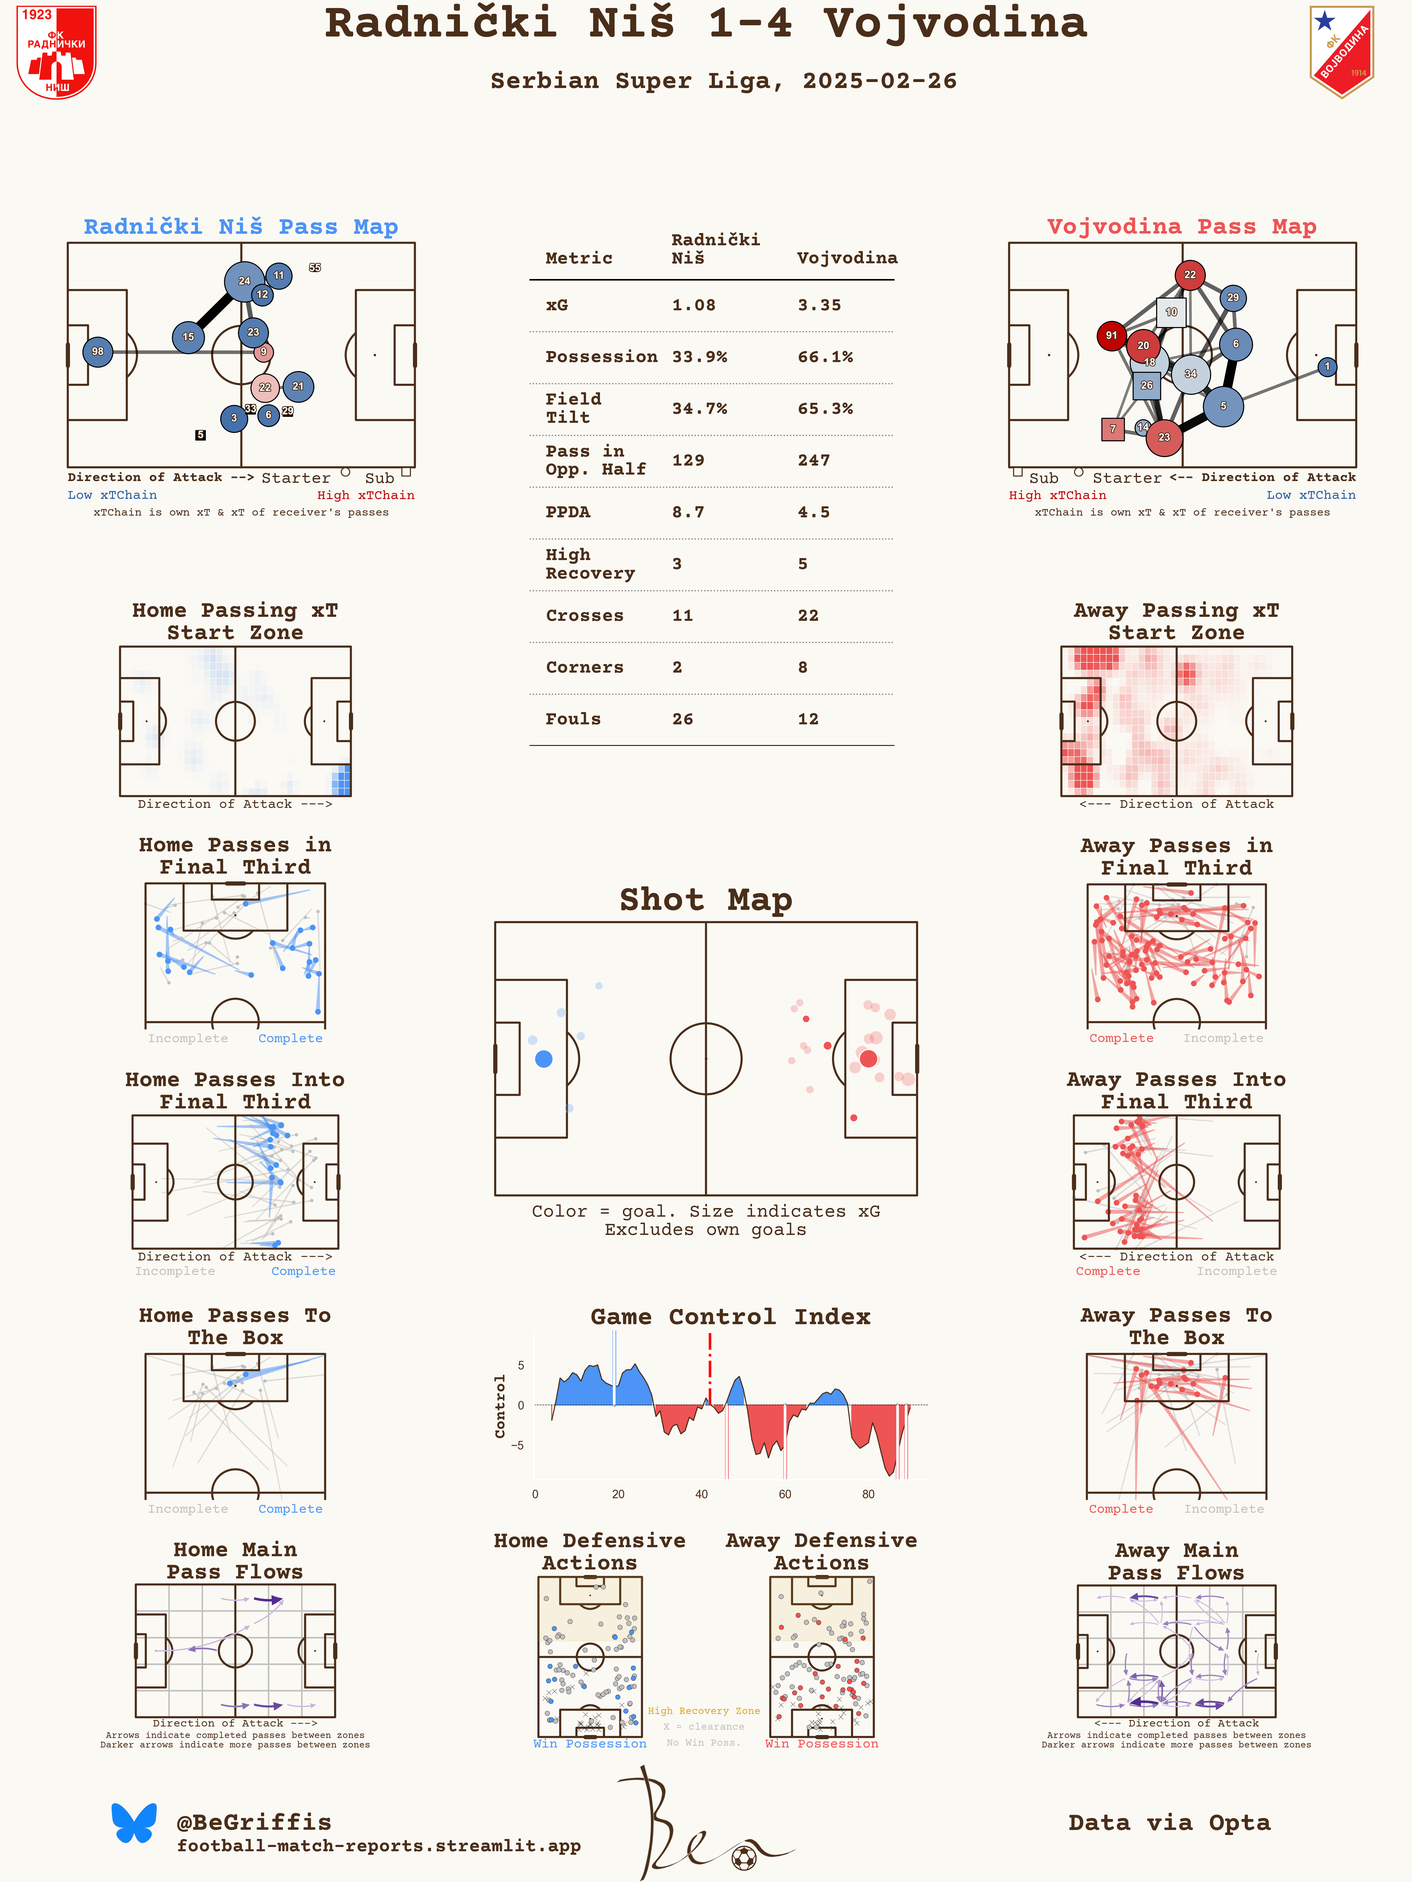 Radnički Niš 1-4 Vojvodina
Serbian Super Liga, 2025-02-26
1923
ФК
РАДНИЧКИ
НИШ
ФК
ВОЈВОДИНА
1914
Radnički Niš Pass Map
24
11
55
12
15
23
98
9
22
21
33
29
3
6
5
Direction of Attack --> Starter Sub
Low xTChain High xTChain
xTChain is own xT & xT of receiver's passes
Metric Radnički Niš Vojvodina
xG 1.08 3.35
Possession 33.9% 66.1%
Field Tilt 34.7% 65.3%
Pass in Opp. Half 129 247
PPDA 8.7 4.5
High Recovery 3 5
Crosses 11 22
Corners 2 8
Fouls 26 12
Vojvodina Pass Map
22
29
10
91
20
6
18
1
34
26
5
7
14
23
Sub Starter <-- Direction of Attack
High xTChain Low xTChain
xTChain is own xT & xT of receiver's passes
Home Passing xT
Start Zone
Direction of Attack --->
Away Passing xT
Start Zone
<--- Direction of Attack
Home Passes in
Final Third
Incomplete Complete
Away Passes in
Final Third
Complete Incomplete
Shot Map
Color = goal. Size indicates xG
Excludes own goals
Home Passes Into
Final Third
Direction of Attack --->
Incomplete Complete
Away Passes Into
Final Third
<--- Direction of Attack
Complete Incomplete
Home Passes To
The Box
Incomplete Complete
Game Control Index
Control
5
0
−5
0 20 40 60 80
Away Passes To
The Box
Complete Incomplete
Home Main
Pass Flows
Direction of Attack --->
Arrows indicate completed passes between zones
Darker arrows indicate more passes between zones
Home Defensive
Actions
Win Possession
Away Defensive
Actions
Win Possession
High Recovery Zone
X = clearance
No Win Poss.
Away Main
Pass Flows
<--- Direction of Attack
Arrows indicate completed passes between zones
Darker arrows indicate more passes between zones
@BeGriffis
football-match-reports.streamlit.app
Ben
Data via Opta